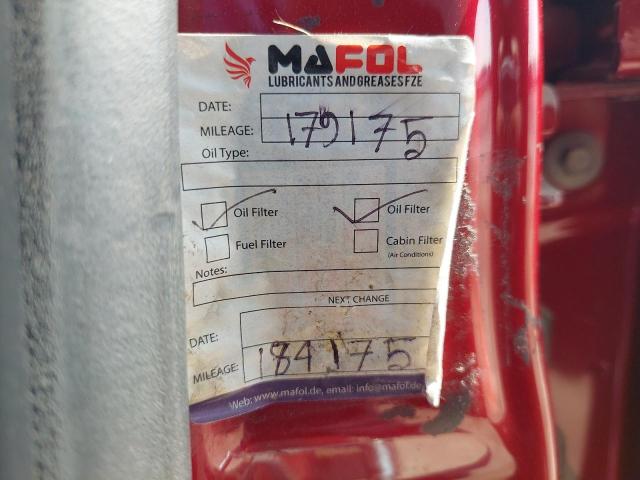 MAFOL
LUBRICANTS AND GREASES FZE
DATE:
MILEAGE: 179175
Oil Type:
Oil Filter Oil Filter
Fuel Filter Cabin Filter
(Air Conditions)
Notes:
NEXT CHANGE
DATE:
MILEAGE: 184175
Web: www.mafol.de, email: info@mafol.de